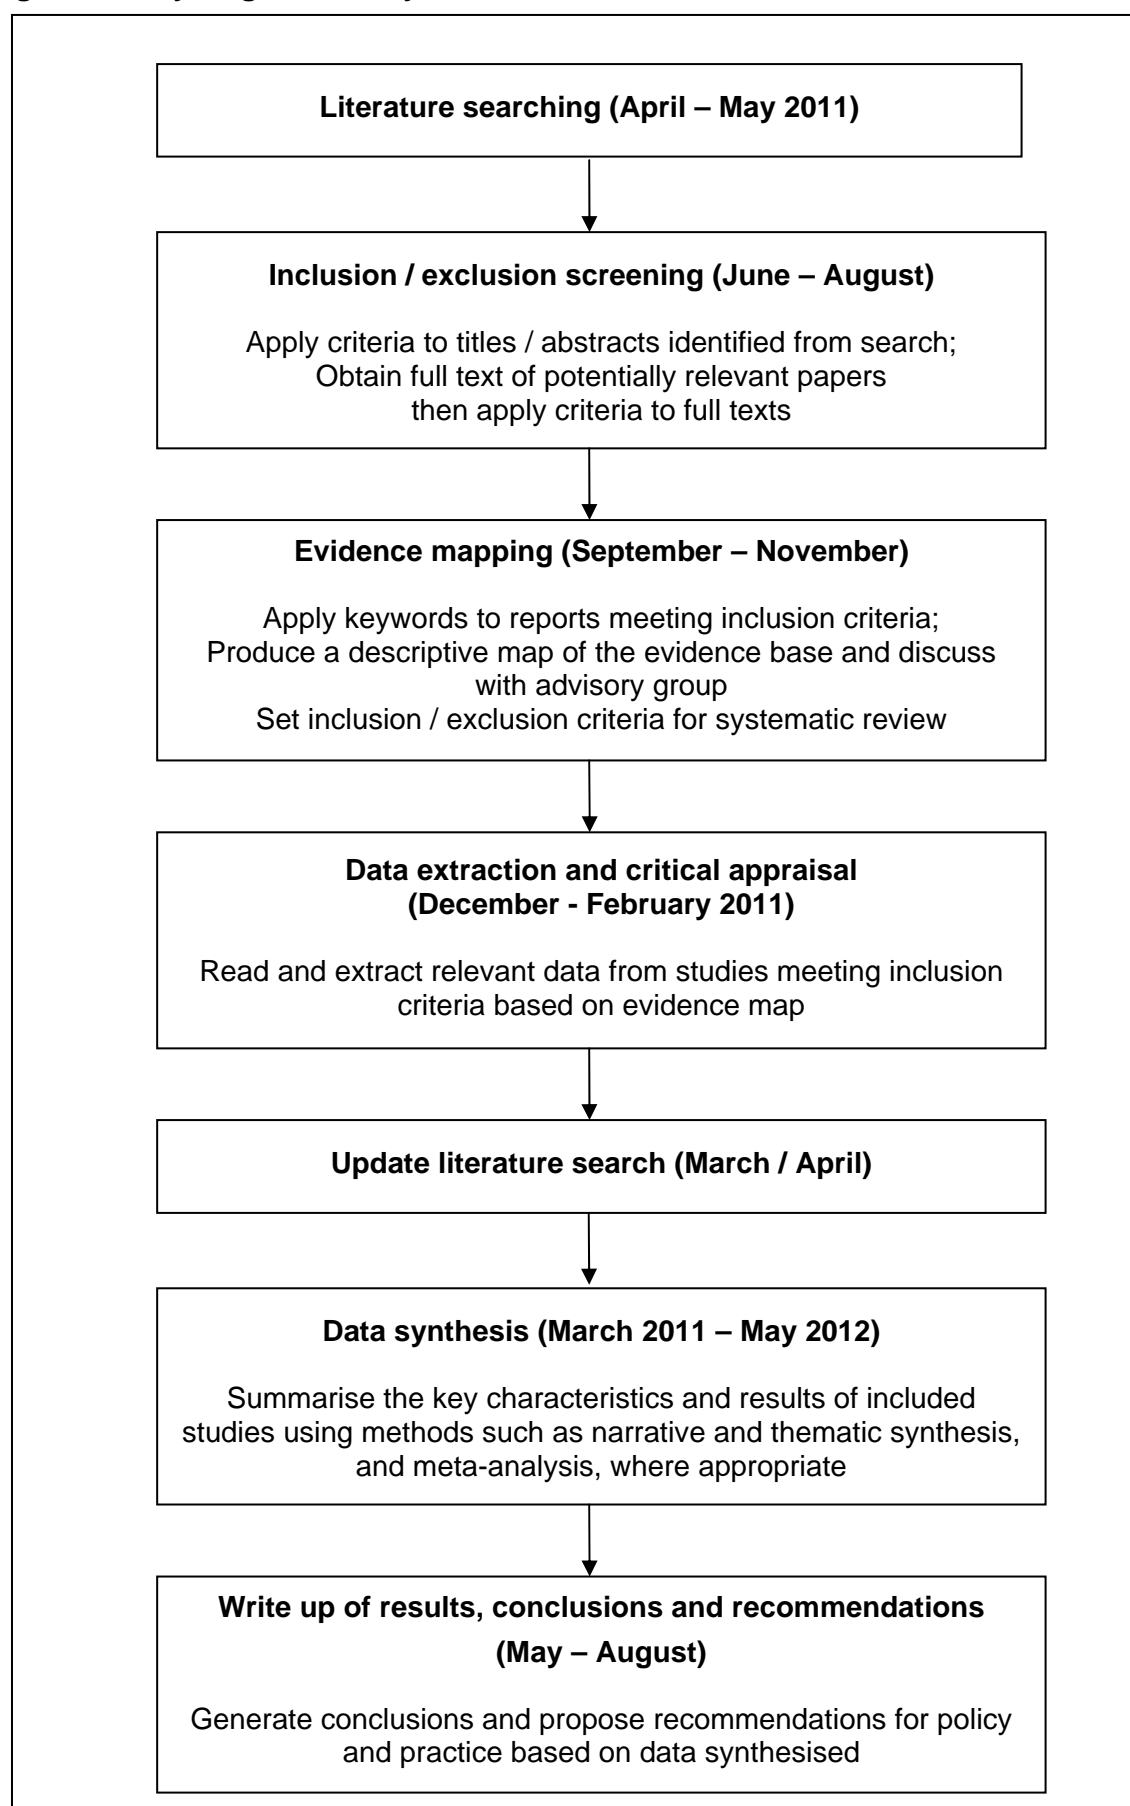 Literature searching (April – May 2011)
Inclusion / exclusion screening (June – August)
Apply criteria to titles / abstracts identified from search;
Obtain full text of potentially relevant papers
then apply criteria to full texts
Evidence mapping (September – November)
Apply keywords to reports meeting inclusion criteria;
Produce a descriptive map of the evidence base and discuss
with advisory group
Set inclusion / exclusion criteria for systematic review
Data extraction and critical appraisal
(December - February 2011)
Read and extract relevant data from studies meeting inclusion
criteria based on evidence map
Update literature search (March / April)
Data synthesis (March 2011 – May 2012)
Summarise the key characteristics and results of included
studies using methods such as narrative and thematic synthesis,
and meta-analysis, where appropriate
Write up of results, conclusions and recommendations
(May – August)
Generate conclusions and propose recommendations for policy
and practice based on data synthesised